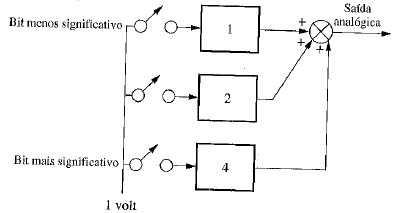 Saída
analógica
Bit menos significativo
1
+
+
+
2
Bit mais significativo
4
1 volt